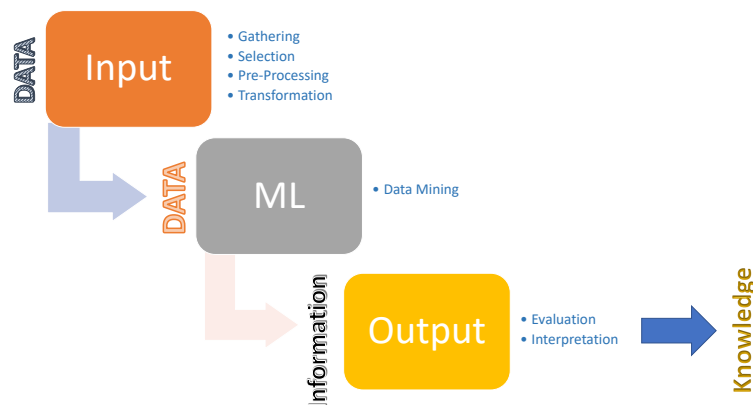 DATA
Input
• Gathering
• Selection
• Pre-Processing
• Transformation
DATA
ML
• Data Mining
Information
Output
• Evaluation
• Interpretation
Knowledge